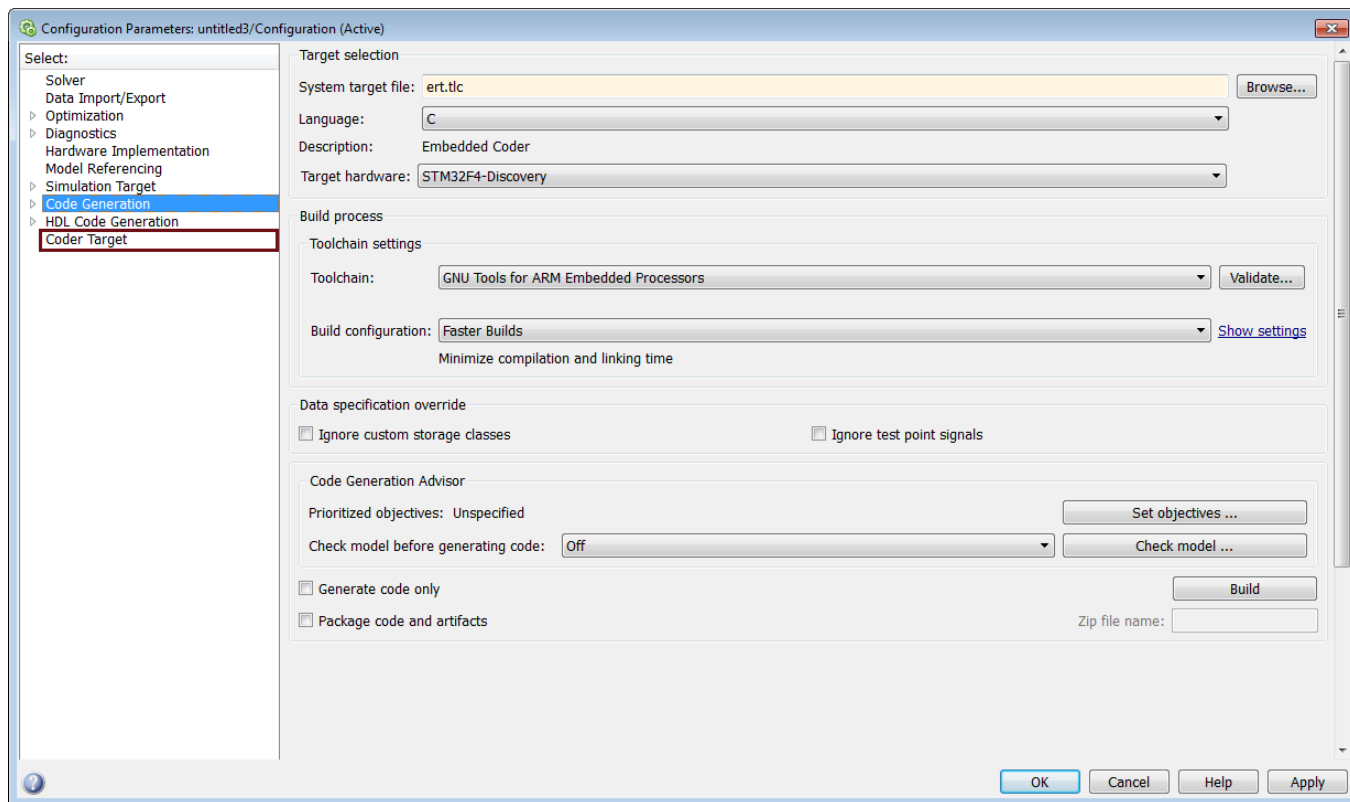 Configuration Parameters: untitled3/Configuration (Active)
Select:
Solver
Data Import/Export
Optimization
Diagnostics
Hardware Implementation
Model Referencing
Simulation Target
Code Generation
HDL Code Generation
Coder Target
Target selection
System target file: ert.tlc Browse...
Language: C
Description: Embedded Coder
Target hardware: STM32F4-Discovery
Build process
Toolchain settings
Toolchain: GNU Tools for ARM Embedded Processors Validate...
Build configuration: Faster Builds Show settings
Minimize compilation and linking time
Data specification override
Ignore custom storage classes Ignore test point signals
Code Generation Advisor
Prioritized objectives: Unspecified Set objectives ...
Check model before generating code: Off Check model ...
Generate code only Build
Package code and artifacts Zip file name:
OK Cancel Help Apply